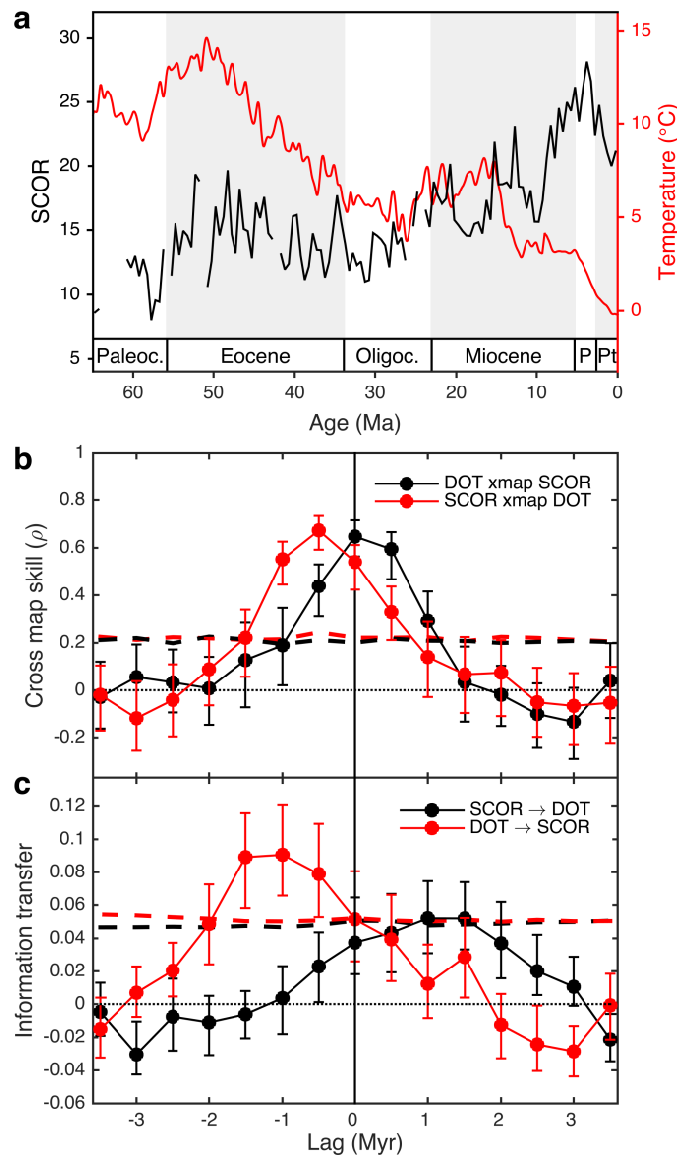 a
30
25
20
15
10
5
SCOR
15
10
5
0
Temperature (°C)
Paleoc. Eocene Oligoc. Miocene P Pt
60 50 40 30 20 10 0
Age (Ma)
b
1
0.8
0.6
0.4
0.2
0
-0.2
Cross map skill (ρ)
DOT xmap SCOR
SCOR xmap DOT
c
0.12
0.1
0.08
0.06
0.04
0.02
0
-0.02
-0.04
-0.06
Information transfer
SCOR → DOT
DOT → SCOR
-3 -2 -1 0 1 2 3
Lag (Myr)